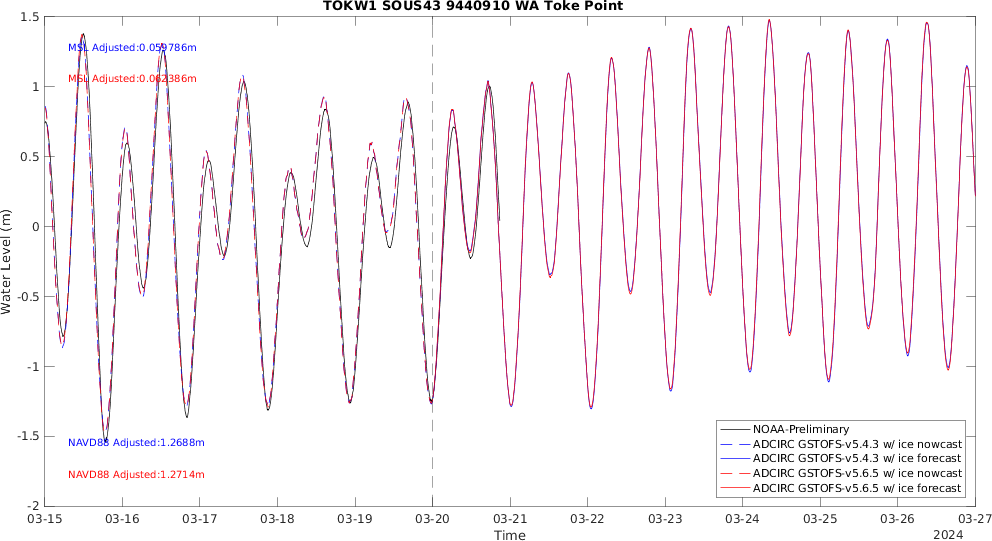 TOKW1 SOUS43 9440910 WA Toke Point
1.5
1
0.5
0
-0.5
-1
-1.5
-2
Water Level (m)
MSL Adjusted:0.059786m
MSL Adjusted:0.062386m
NAVD88 Adjusted:1.2688m
NAVD88 Adjusted:1.2714m
NOAA-Preliminary
ADCIRC GSTOFS-v5.4.3 w/ ice nowcast
ADCIRC GSTOFS-v5.4.3 w/ ice forecast
ADCIRC GSTOFS-v5.6.5 w/ ice nowcast
ADCIRC GSTOFS-v5.6.5 w/ ice forecast
03-15 03-16 03-17 03-18 03-19 03-20 03-21 03-22 03-23 03-24 03-25 03-26 03-27
Time
2024